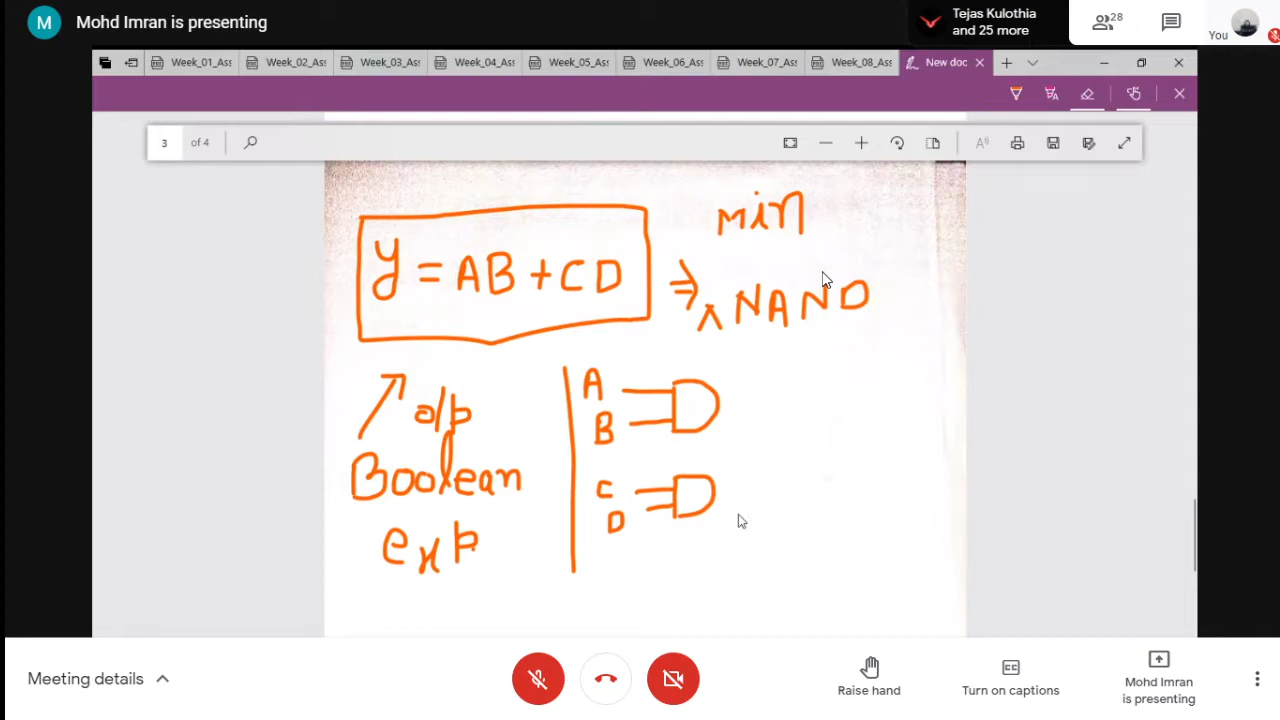 M Mohd Imran is presenting
Tejas Kulothia
and 25 more
28
You
Week_01_Ass
Week_02_Ass
Week_03_Ass
Week_04_Ass
Week_05_Ass
Week_06_Ass
Week_07_Ass
Week_08_Ass
New doc
3 of 4
min
y = AB + CD ⇒ ^ NAND
A
B
C
D
o/p
Boolean
exp
Meeting details
Raise hand
Turn on captions
Mohd Imran
is presenting